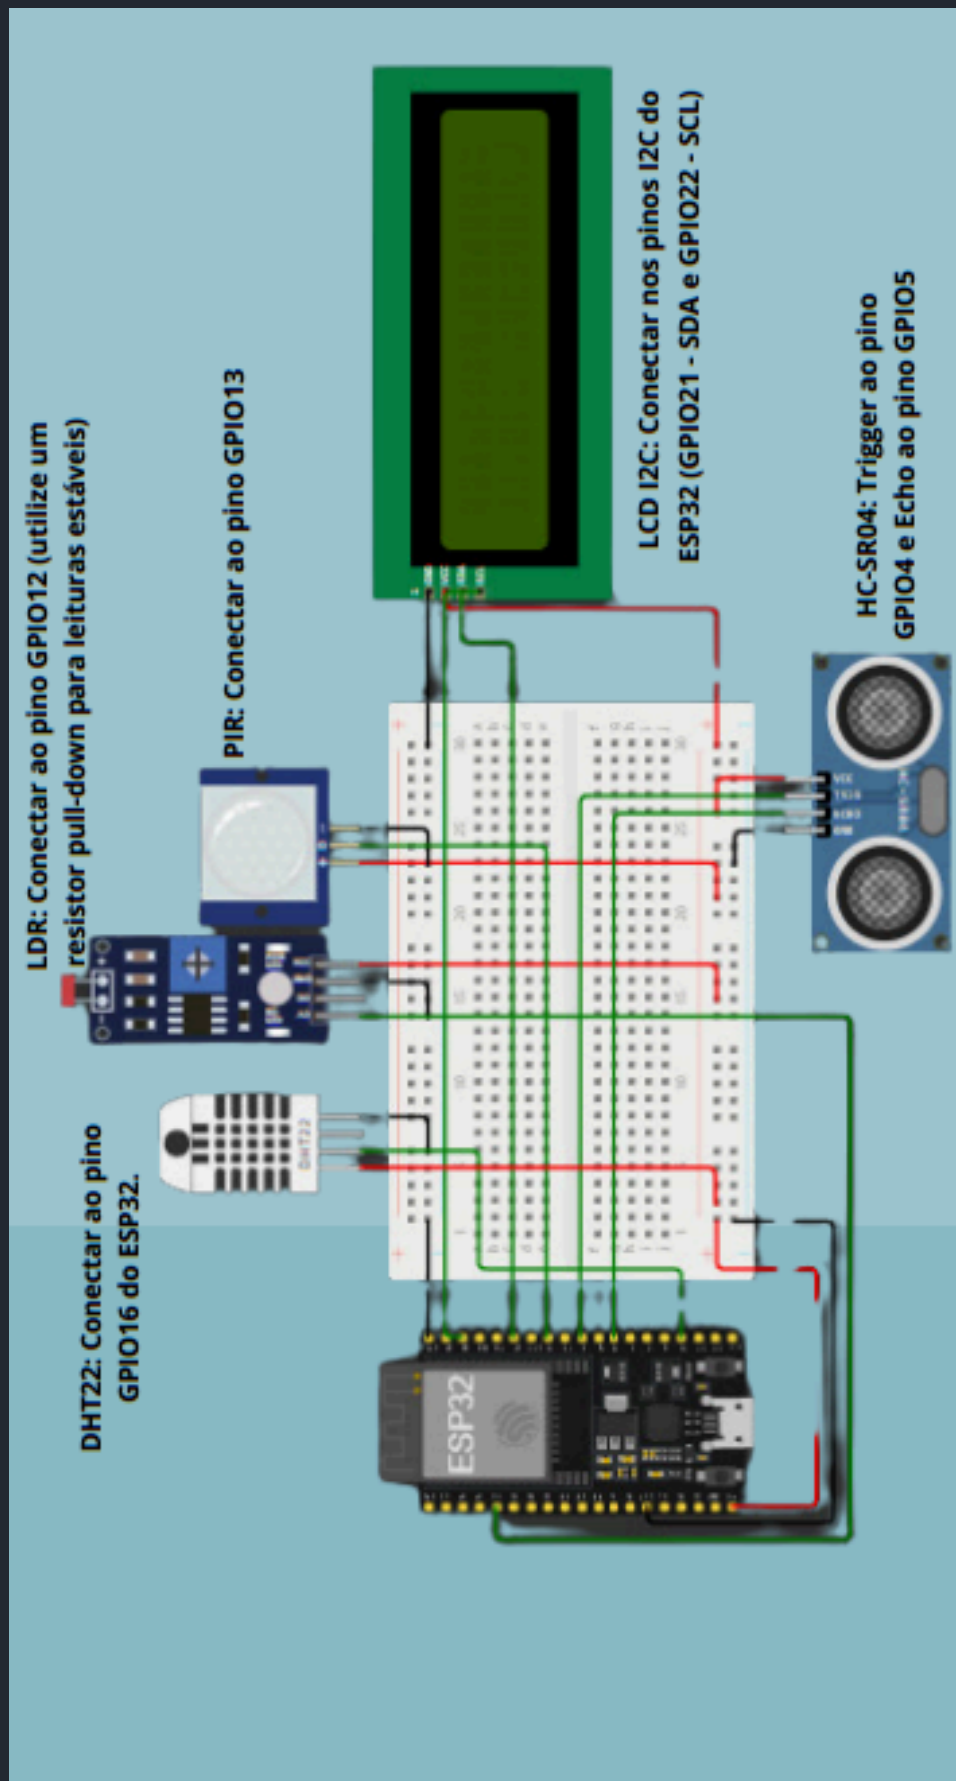 LDR: Conectar ao pino GPIO12 (utilize um
resistor pull-down para leituras estáveis)
DHT22: Conectar ao pino
GPIO16 do ESP32.
PIR: Conectar ao pino GPIO13
LCD I2C: Conectar nos pinos I2C do
ESP32 (GPIO21 - SDA e GPIO22 - SCL)
HC-SR04: Trigger ao pino
GPIO4 e Echo ao pino GPIO5
DHT22
ESP32